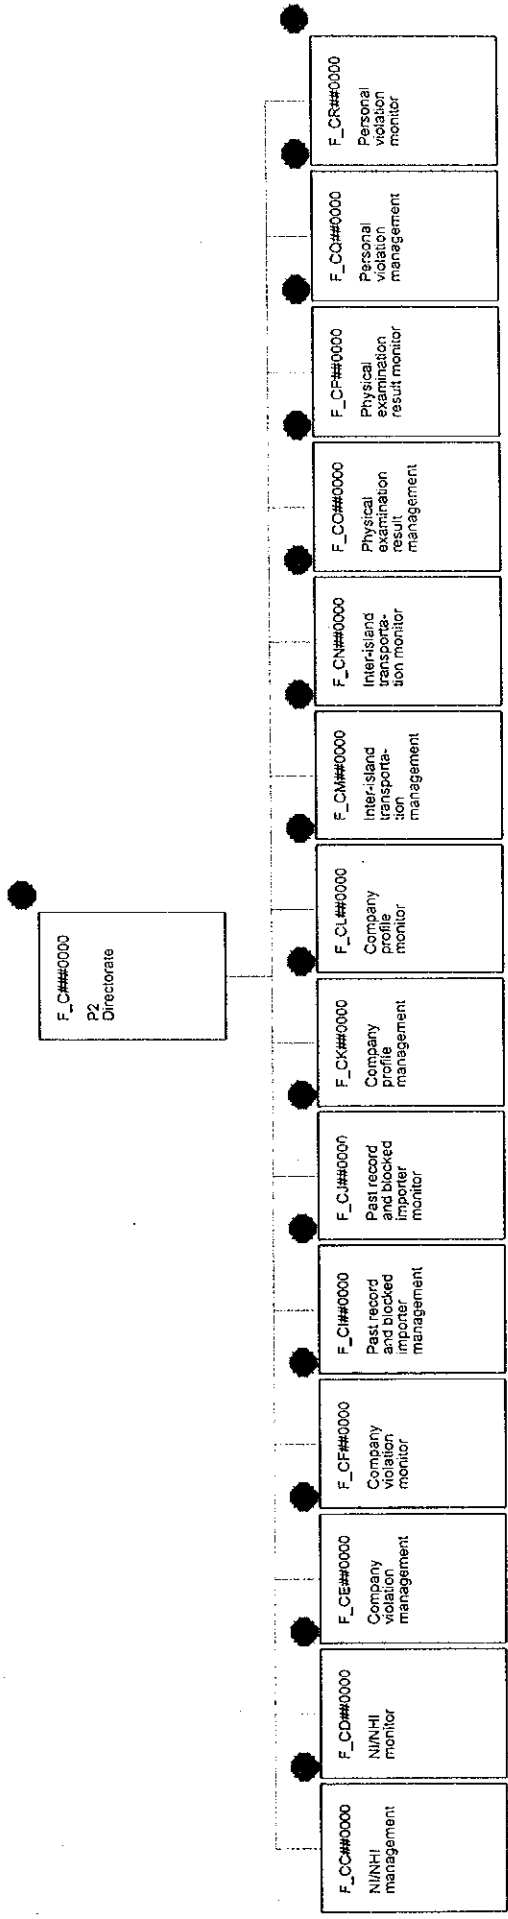 F_C###0000
P2
Directorate
F_CC##0000
NI/NHI
management
F_CD##0000
NI/NHI
monitor
F_CE##0000
Company
violation
management
F_CF##0000
Company
violation
monitor
F_CI##0000
Past record
and blocked
importer
management
F_CJ##0000
Past record
and blocked
importer
monitor
F_CK##0000
Company
profile
management
F_CL##0000
Company
profile
monitor
F_CM##0000
Inter-island
transporta-
tion
management
F_CN##0000
Inter-island
transporta-
tion monitor
F_CO##0000
Physical
examination
result
management
F_CP##0000
Physical
examination
result monitor
F_CQ##0000
Personal
violation
management
F_CR##0000
Personal
violation
monitor